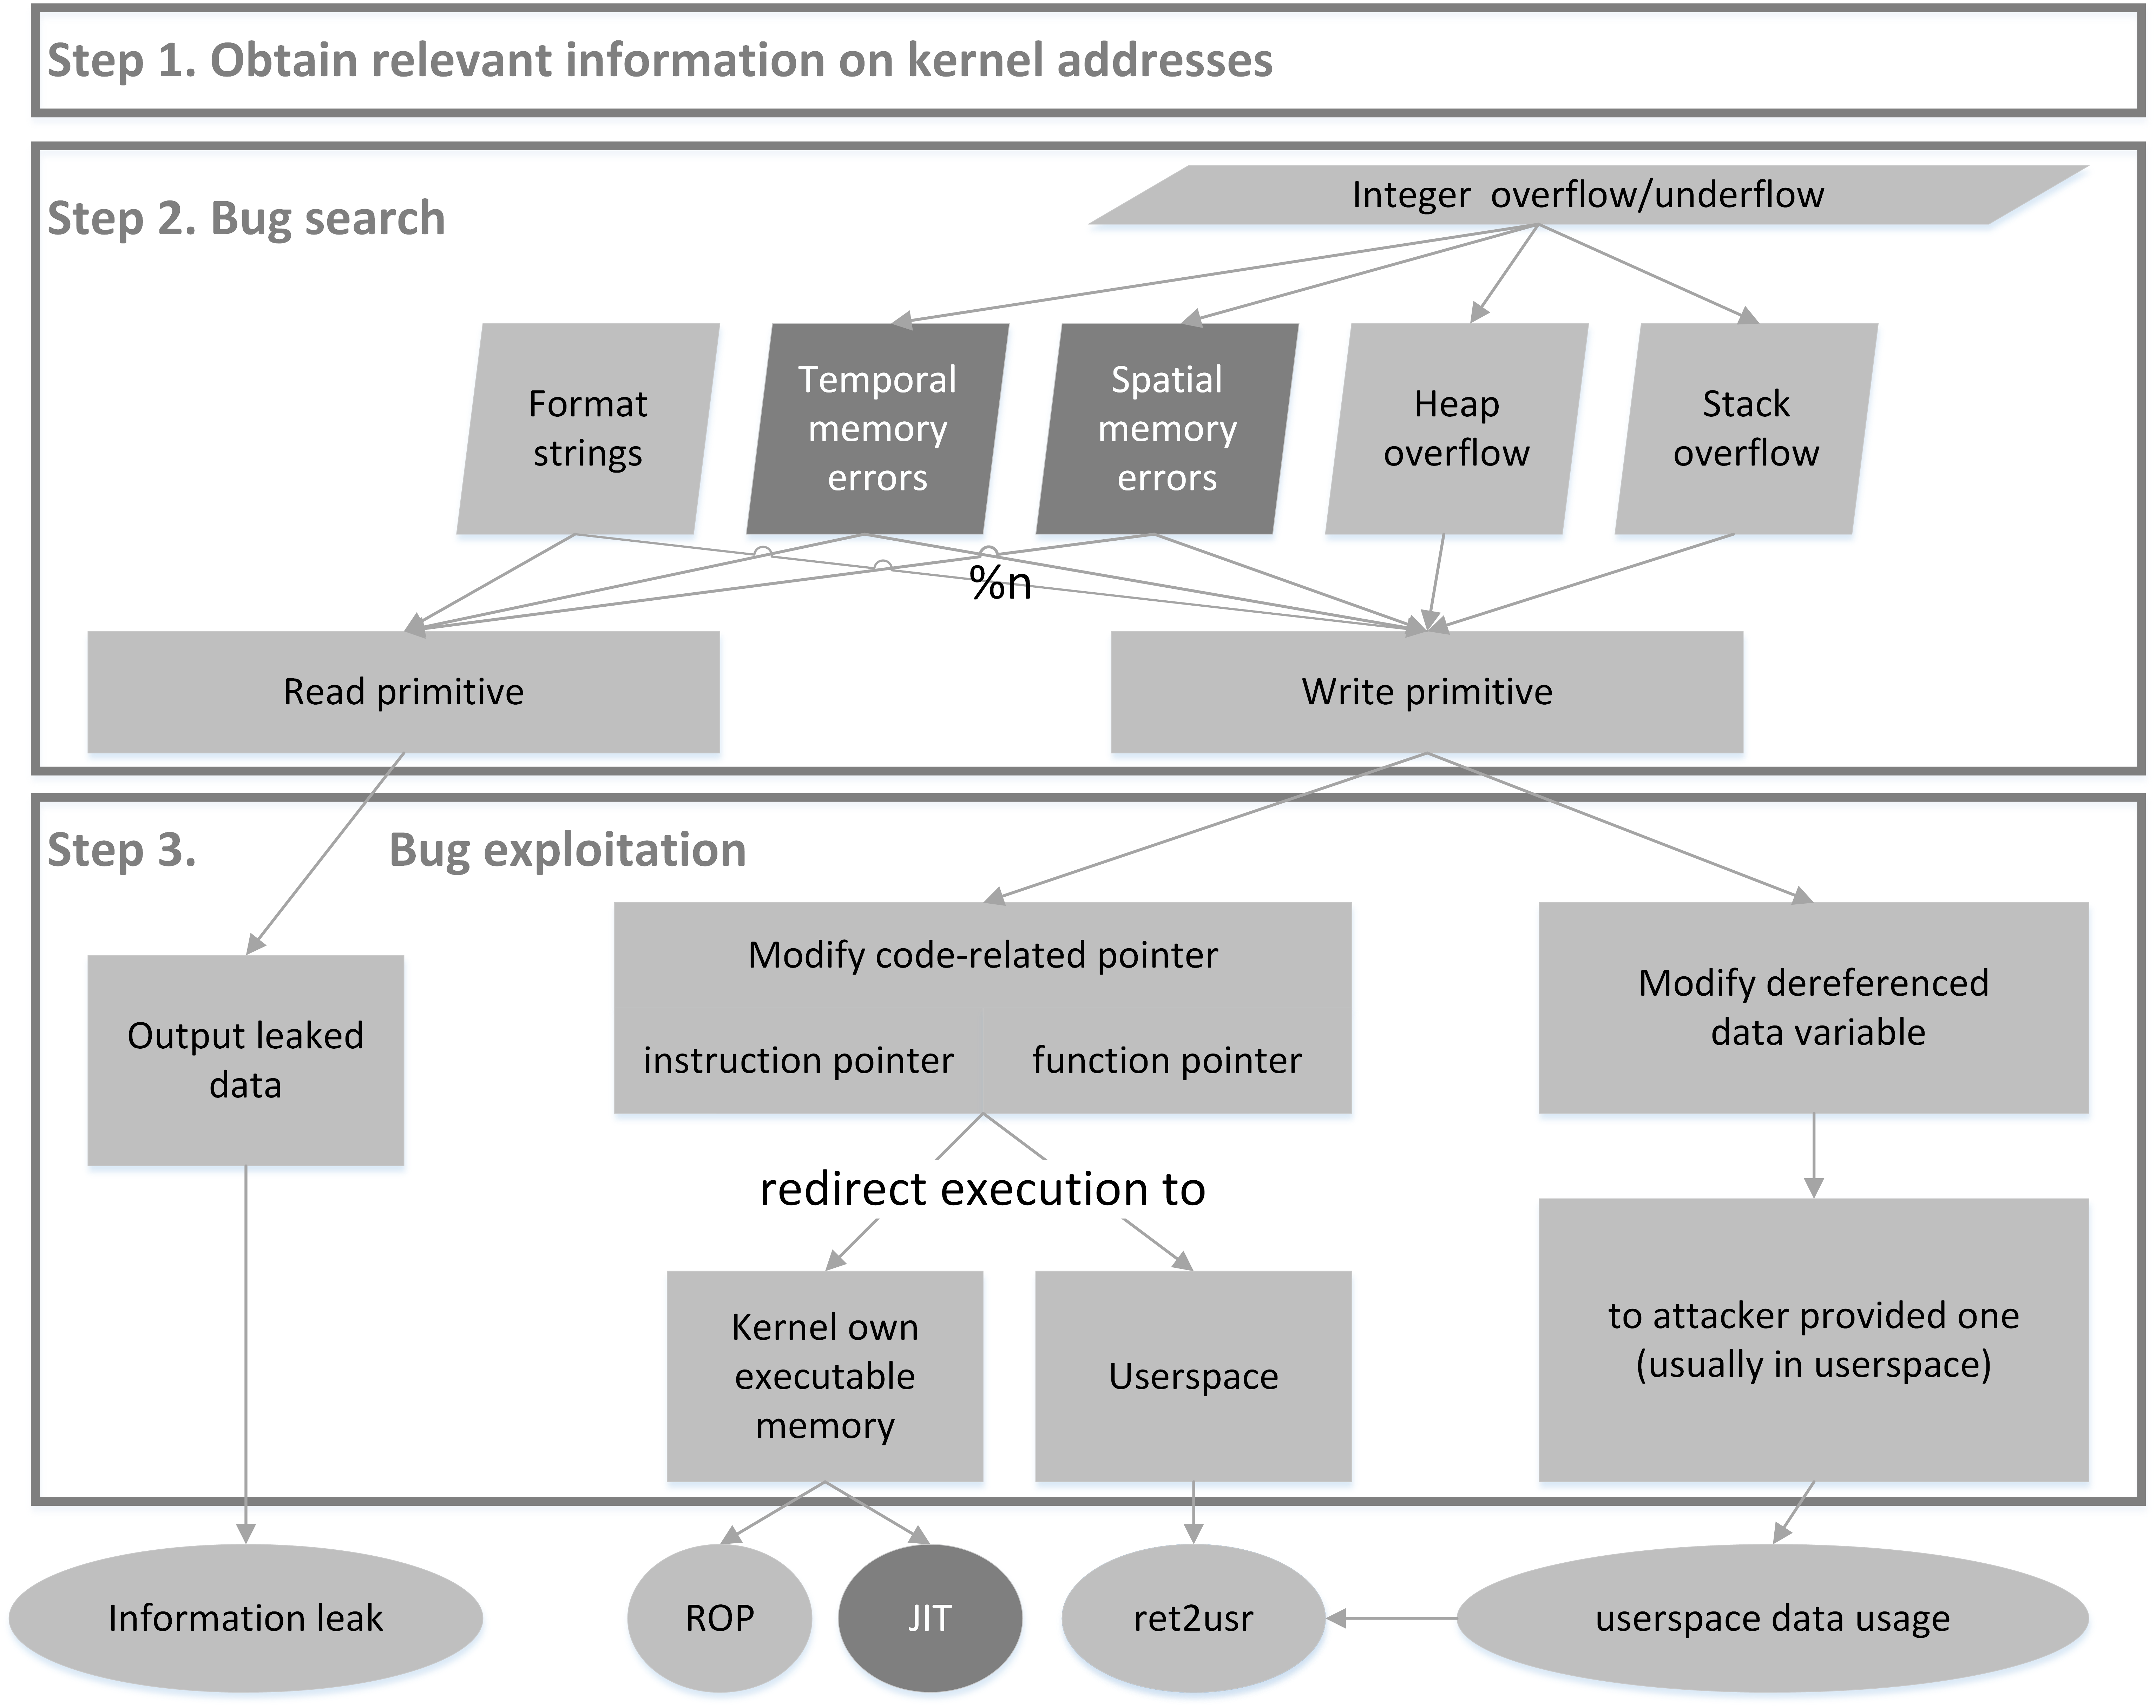 Step 1. Obtain relevant information on kernel addresses
Step 2. Bug search
Integer overflow/underflow
Format
strings
Temporal
memory
errors
Spatial
memory
errors
Heap
overflow
Stack
overflow
%n
Read primitive
Write primitive
Step 3. Bug exploitation
Output leaked
data
Modify code-related pointer
instruction pointer
function pointer
Modify dereferenced
data variable
redirect execution to
Kernel own
executable
memory
Userspace
to attacker provided one
(usually in userspace)
Information leak
ROP
JIT
ret2usr
userspace data usage